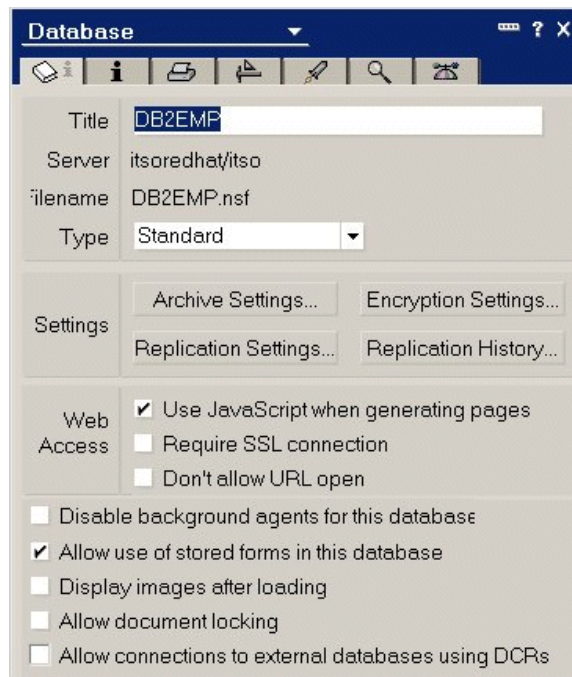 Database
? X
i i
Title DB2EMP
Server itsoredhat/itso
ilename DB2EMP.nsf
Type Standard
Archive Settings... Encryption Settings...
Settings
Replication Settings... Replication History...
Web Access
Use JavaScript when generating pages
Require SSL connection
Don't allow URL open
Disable background agents for this database
Allow use of stored forms in this database
Display images after loading
Allow document locking
Allow connections to external databases using DCRs